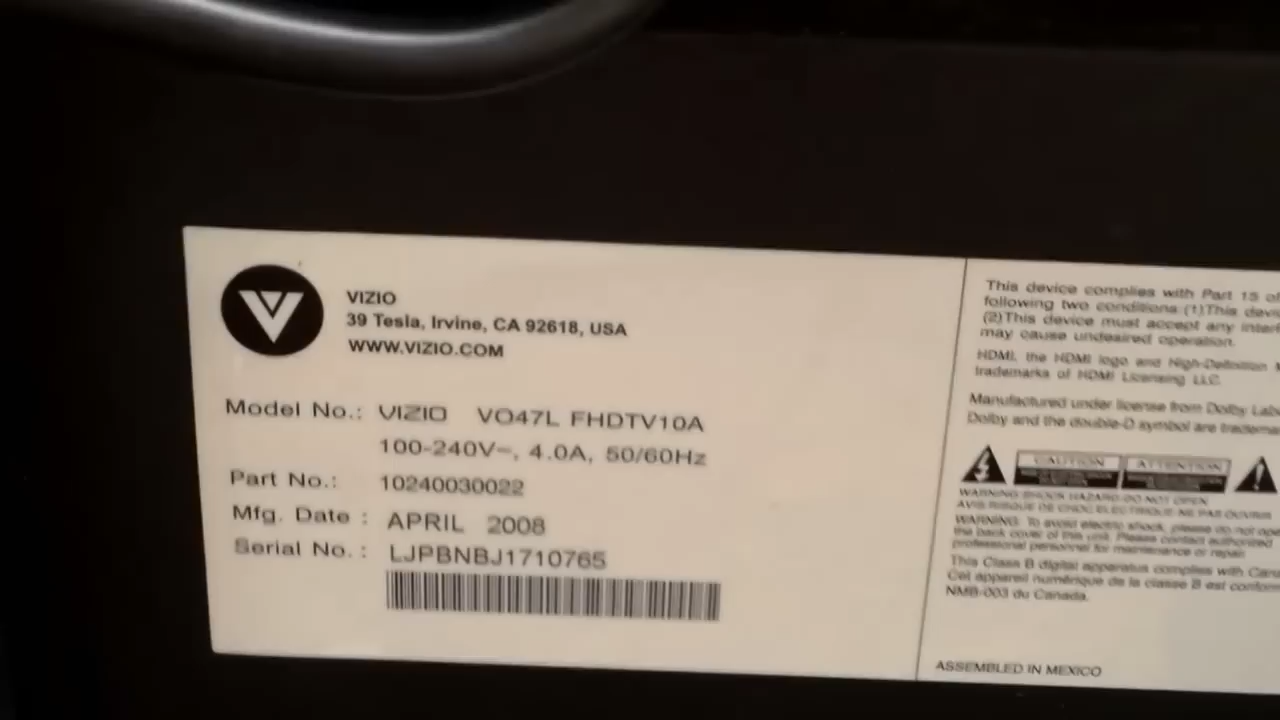 VIZIO
39 Tesla, Irvine, CA 92618, USA
WWW.VIZIO.COM
Model No.: VIZIO VO47L FHDTV10A
100-240V~, 4.0A, 50/60Hz
Part No.: 10240030022
Mfg. Date : APRIL 2008
Serial No. : LJPBNBJ1710765
This device complies with Part 15 of
following two conditions:(1)This
(2)This device must accept any
may cause undesired operation.
HDMI, the HDMI logo and High-Definition
trademarks of HDMI Licensing LLC.
Manufactured under license from Dolby
Dolby and the double-D symbol are
CAUTION ATTENTION
WARNING:SHOCK HAZARD-DO NOT OPEN
AVIS:RISQUE DE CHOC ELECTRIQUE-NE PAS OUVRIR
WARNING: To avoid electric shock, please do not
the back cover of this unit. Please contact authorized
professional personnel for maintenance or repair.
This Class B digital apparatus complies with
Cet appareil numérique de la classe B est
NMB-003 du Canada.
ASSEMBLED IN MEXICO